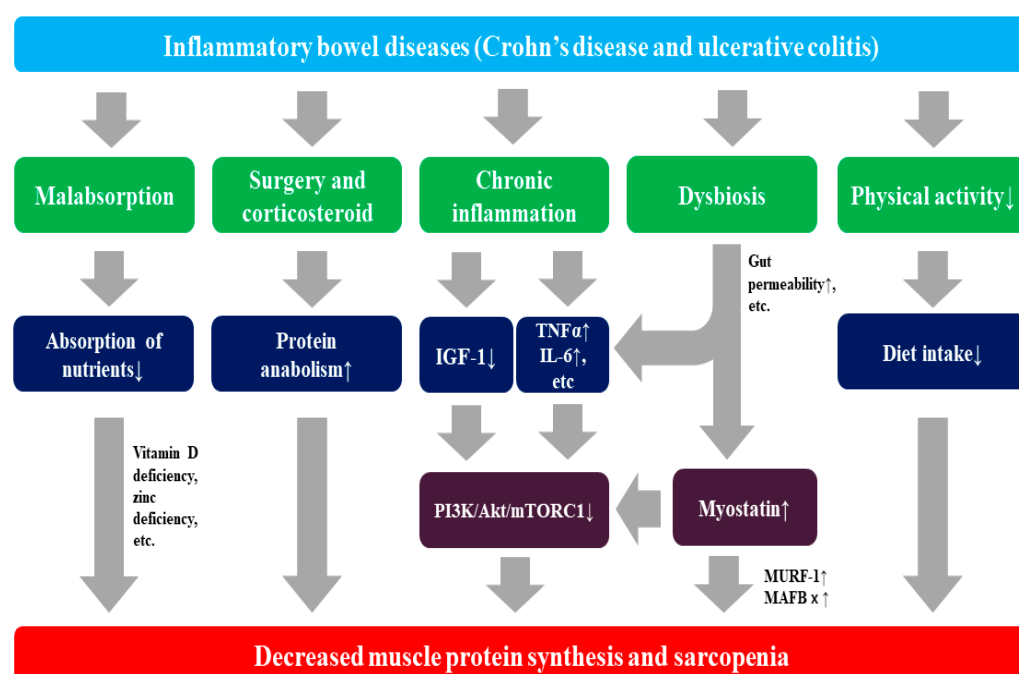 Inflammatory bowel diseases (Crohn’s disease and ulcerative colitis)
Malabsorption
Surgery and
corticosteroid
Chronic
inflammation
Dysbiosis
Physical activity↓
Gut
permeability↑,
etc.
Absorption of
nutrients↓
Protein
anabolism↑
IGF-1↓
TNFα↑
IL-6↑,
etc
Diet intake↓
Vitamin D
deficiency,
zinc
deficiency,
etc.
PI3K/Akt/mTORC1↓
Myostatin↑
MURF-1↑
MAFB x ↑
Decreased muscle protein synthesis and sarcopenia